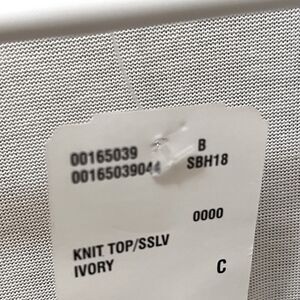 00165039 B
00165039044 SBH18
0000
KNIT TOP/SSLV
IVORY C